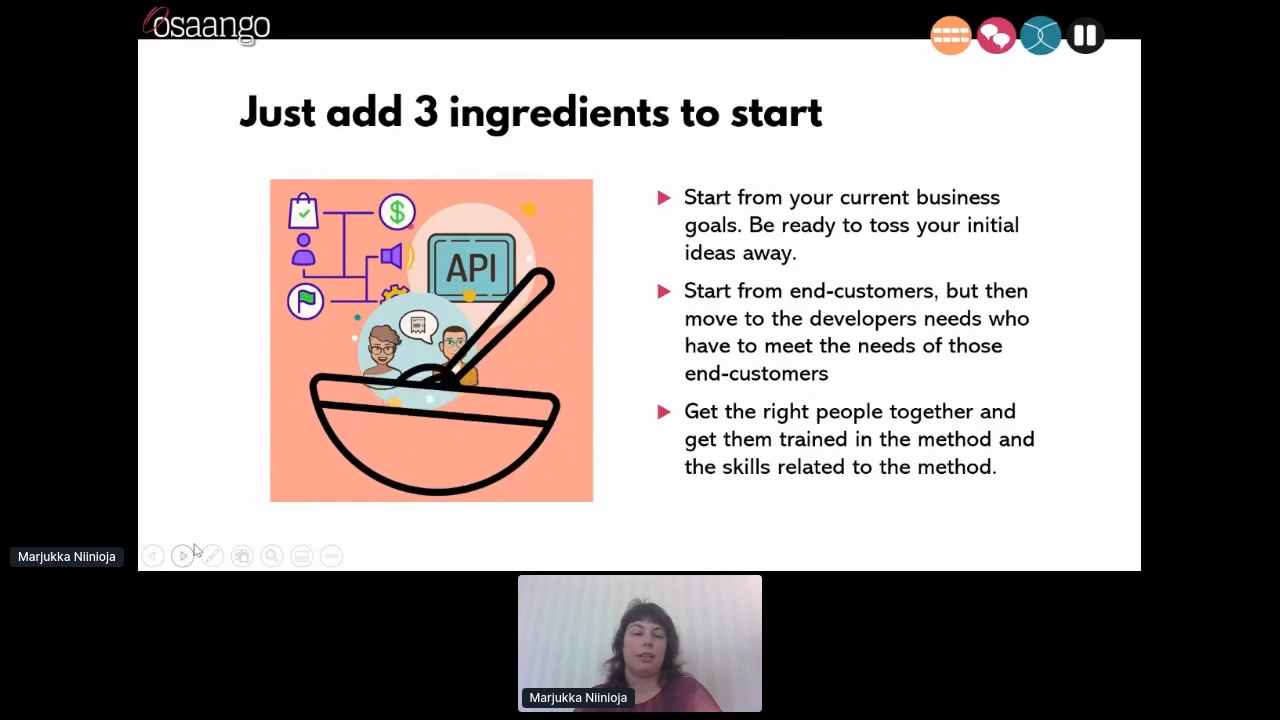 Osaango
Just add 3 ingredients to start
API
Start from your current business
goals. Be ready to toss your initial
ideas away.
Start from end-customers, but then
move to the developers needs who
have to meet the needs of those
end-customers
Get the right people together and
get them trained in the method and
the skills related to the method.
Marjukka Niinioja
Marjukka Niinioja